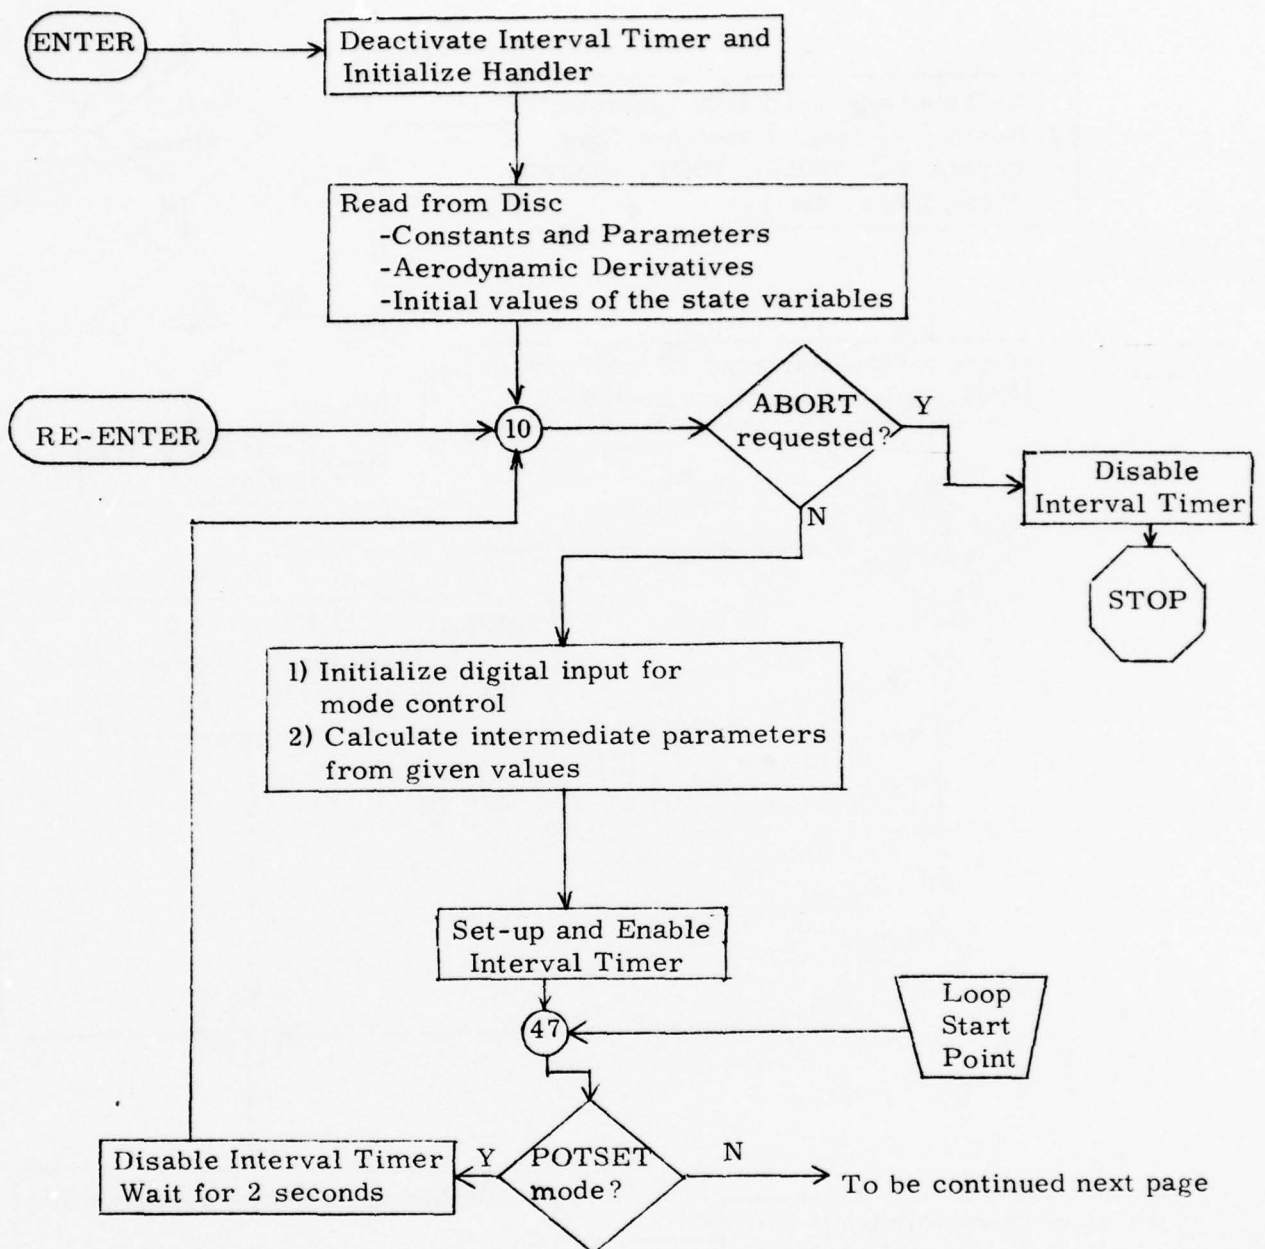 ENTER
Deactivate Interval Timer and
Initialize Handler
Read from Disc
-Constants and Parameters
-Aerodynamic Derivatives
-Initial values of the state variables
RE-ENTER
10
ABORT
requested?
Y
N
Disable
Interval Timer
STOP
1) Initialize digital input for
mode control
2) Calculate intermediate parameters
from given values
Set-up and Enable
Interval Timer
47
Loop
Start
Point
Disable Interval Timer
Wait for 2 seconds
Y
POTSET
mode?
N
To be continued next page